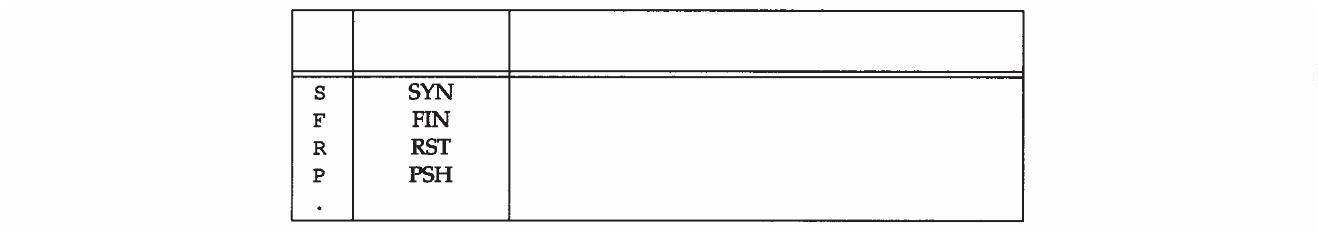 S SYN
F FIN
R RST
P PSH
.